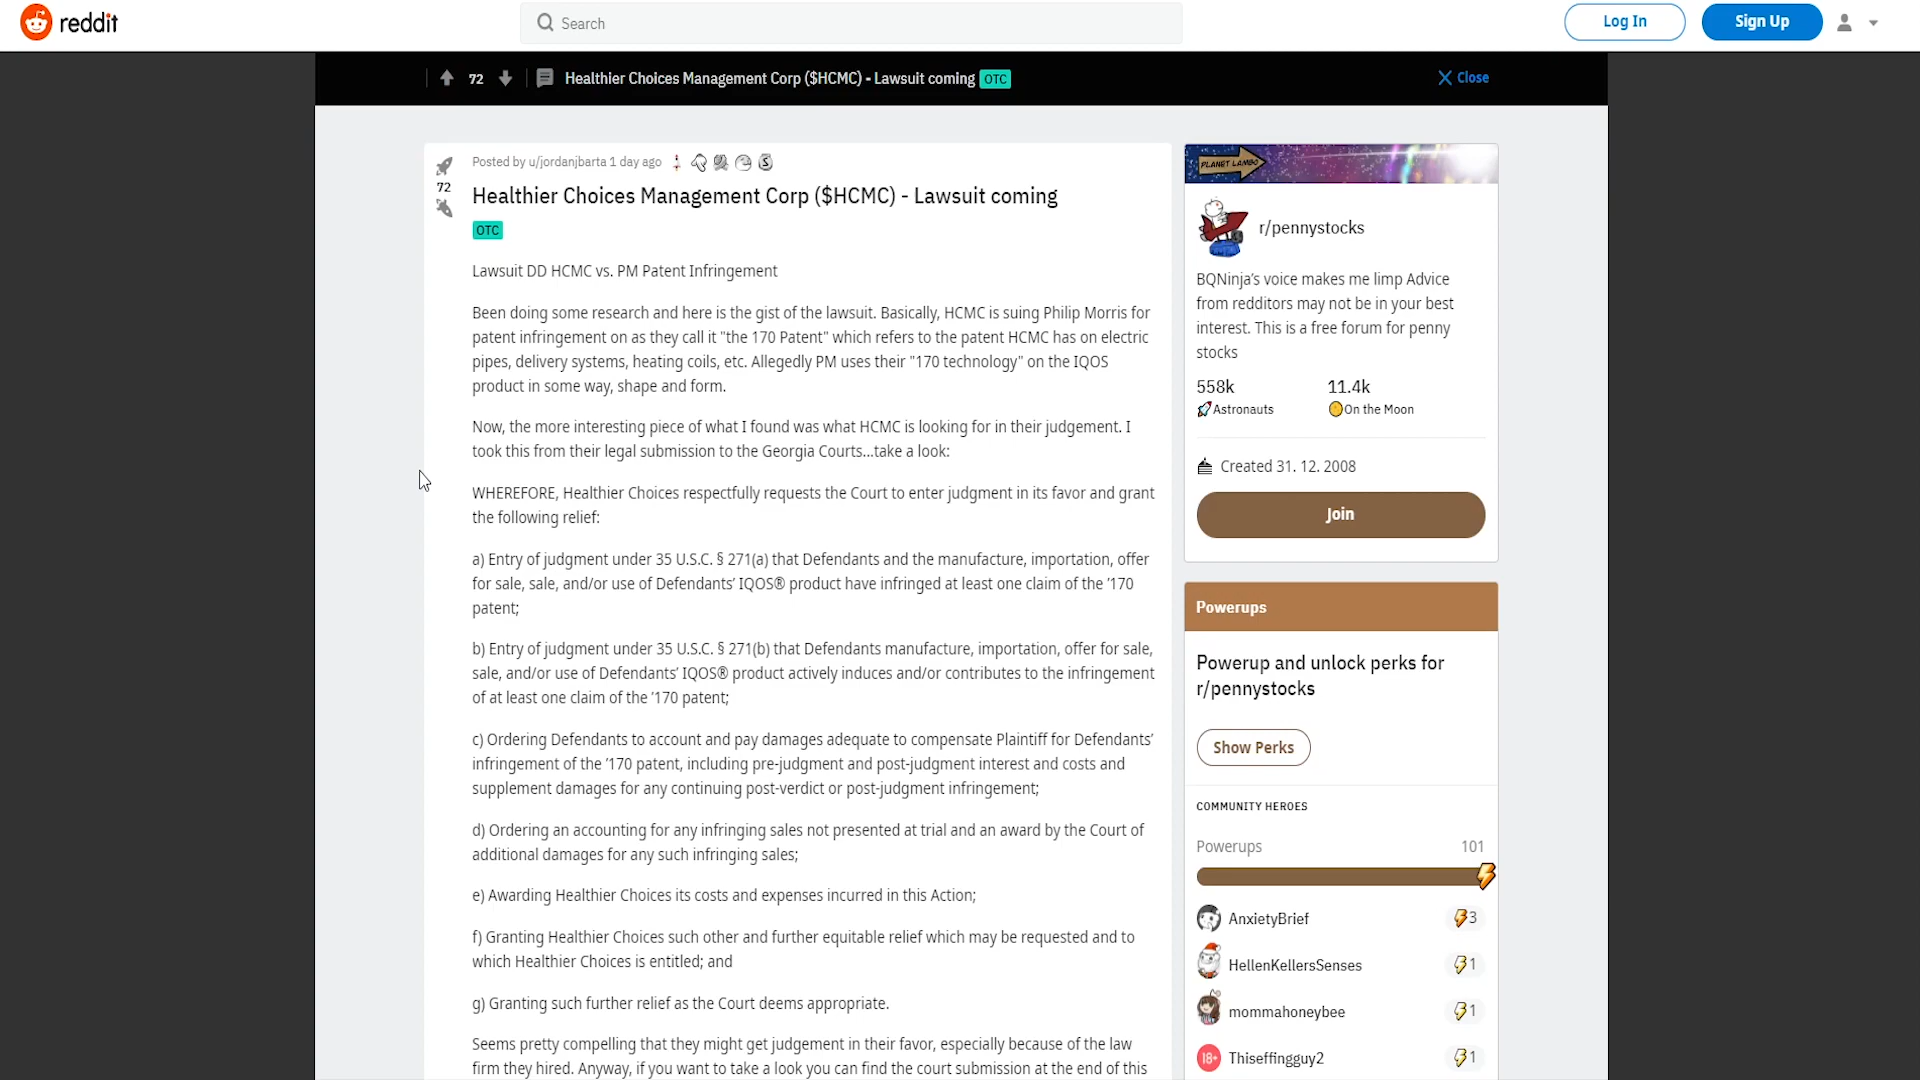 reddit
Search
Log In
Sign Up
72
Healthier Choices Management Corp ($HCMC) - Lawsuit coming OTC
Close
Posted by u/jordanjbarta 1 day ago
72
Healthier Choices Management Corp ($HCMC) - Lawsuit coming
OTC
Lawsuit DD HCMC vs. PM Patent Infringement
Been doing some research and here is the gist of the lawsuit. Basically, HCMC is suing Philip Morris for
patent infringement on as they call it "the 170 Patent" which refers to the patent HCMC has on electric
pipes, delivery systems, heating coils, etc. Allegedly PM uses their "170 technology" on the IQOS
product in some way, shape and form.
Now, the more interesting piece of what I found was what HCMC is looking for in their judgement. I
took this from their legal submission to the Georgia Courts...take a look:
WHEREFORE, Healthier Choices respectfully requests the Court to enter judgment in its favor and grant
the following relief:
a) Entry of judgment under 35 U.S.C. § 271(a) that Defendants and the manufacture, importation, offer
for sale, sale, and/or use of Defendants’ IQOS® product have infringed at least one claim of the ’170
patent;
b) Entry of judgment under 35 U.S.C. § 271(b) that Defendants manufacture, importation, offer for sale,
sale, and/or use of Defendants’ IQOS® product actively induces and/or contributes to the infringement
of at least one claim of the ’170 patent;
c) Ordering Defendants to account and pay damages adequate to compensate Plaintiff for Defendants’
infringement of the ’170 patent, including pre-judgment and post-judgment interest and costs and
supplement damages for any continuing post-verdict or post-judgment infringement;
d) Ordering an accounting for any infringing sales not presented at trial and an award by the Court of
additional damages for any such infringing sales;
e) Awarding Healthier Choices its costs and expenses incurred in this Action;
f) Granting Healthier Choices such other and further equitable relief which may be requested and to
which Healthier Choices is entitled; and
g) Granting such further relief as the Court deems appropriate.
Seems pretty compelling that they might get judgement in their favor, especially because of the law
firm they hired. Anyway, if you want to take a look you can find the court submission at the end of this
PLANET LAMBO
r/pennystocks
BQNinja’s voice makes me limp Advice
from redditors may not be in your best
interest. This is a free forum for penny
stocks
558k
11.4k
Astronauts
On the Moon
Created 31. 12. 2008
Join
Powerups
Powerup and unlock perks for
r/pennystocks
Show Perks
COMMUNITY HEROES
Powerups
101
AnxietyBrief
3
HellenKellersSenses
1
mommahoneybee
1
18+
Thiseffingguy2
1